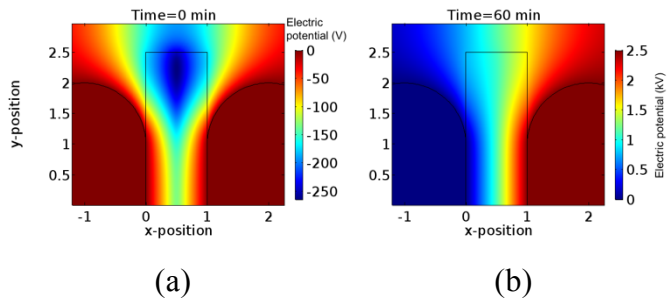 Time=0 min
Electric potential (V)
2.5
2
1.5
1
0.5
y-position
-1 0 1 2
x-position
0
-50
-100
-150
-200
-250
(a)
Time=60 min
2.5
2
1.5
1
0.5
-1 0 1 2
x-position
2.5
2
1.5
1
0.5
0
Electric potential (kV)
(b)